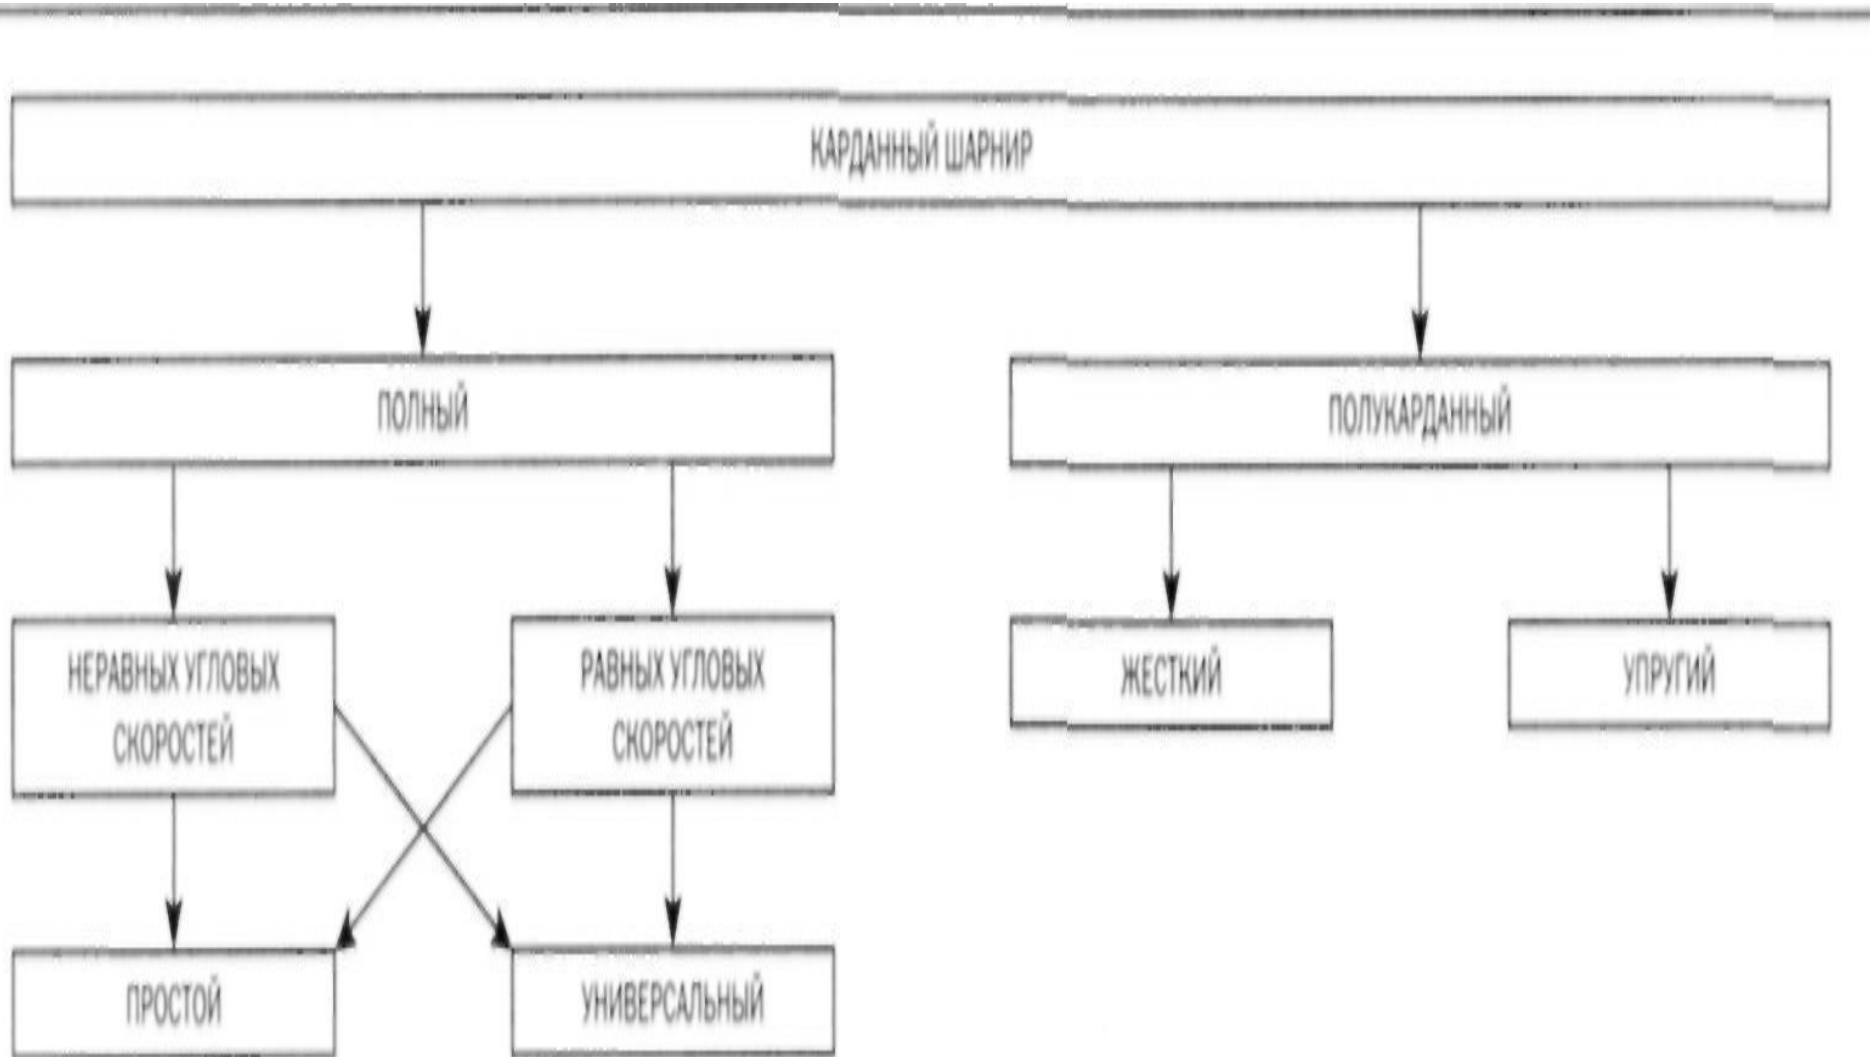 КАРДАННЫЙ ШАРНИР
ПОЛНЫЙ
ПОЛУКАРДАННЫЙ
НЕРАВНЫХ УГЛОВЫХ
СКОРОСТЕЙ
РАВНЫХ УГЛОВЫХ
СКОРОСТЕЙ
ЖЕСТКИЙ
УПРУГИЙ
ПРОСТОЙ
УНИВЕРСАЛЬНЫЙ